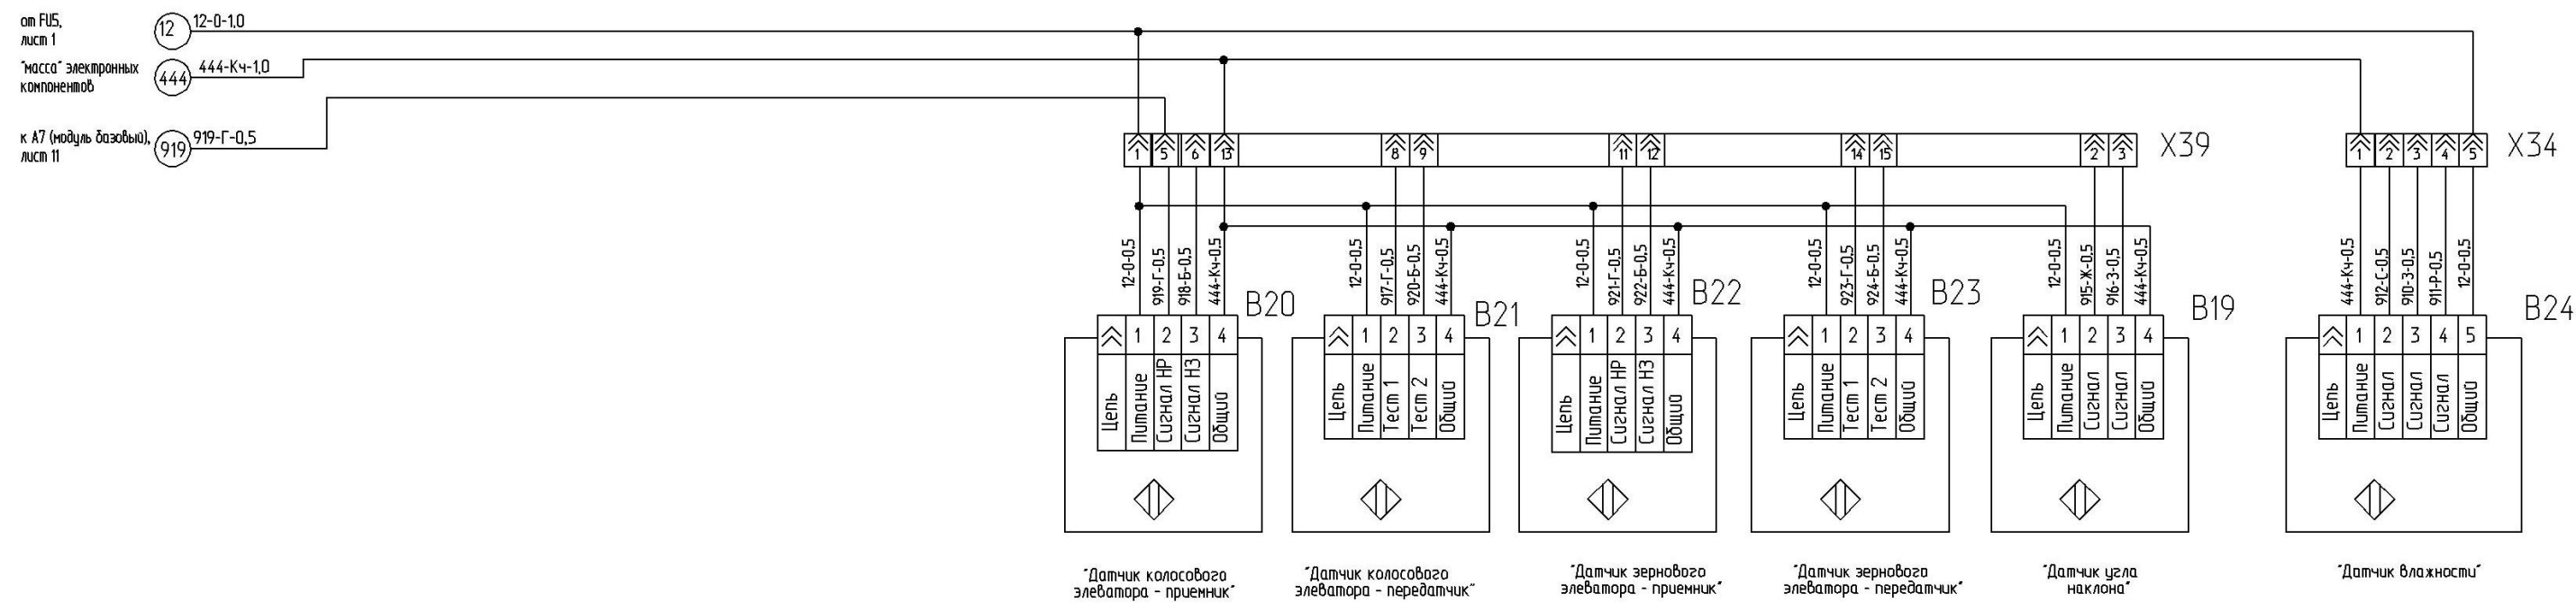 от FU5,
лист 1
12
12-О-1,0
"масса" электронных
компонентов
444
444-Кч-1,0
к А7 (модуль базовый),
лист 11
919
919-Г-0,5
1 5 6 13 8 9 11 12 14 15 2 3
X39
1 2 3 4 5
X34
12-О-0,5
919-Г-0,5
918-Б-0,5
444-Кч-0,5
B20
1 2 3 4
Цепь
Питание
Сигнал НР
Сигнал НЗ
Общий
"Датчик колосового
элеватора - приемник"
12-О-0,5
917-Г-0,5
920-Б-0,5
444-Кч-0,5
B21
1 2 3 4
Цепь
Питание
Тест 1
Тест 2
Общий
"Датчик колосового
элеватора - передатчик"
12-О-0,5
921-Г-0,5
922-Б-0,5
444-Кч-0,5
B22
1 2 3 4
Цепь
Питание
Сигнал НР
Сигнал НЗ
Общий
"Датчик зернового
элеватора - приемник"
12-О-0,5
923-Г-0,5
924-Б-0,5
444-Кч-0,5
B23
1 2 3 4
Цепь
Питание
Тест 1
Тест 2
Общий
"Датчик зернового
элеватора - передатчик"
12-О-0,5
915-Ж-0,5
916-З-0,5
444-Кч-0,5
B19
1 2 3 4
Цепь
Питание
Сигнал
Сигнал
Общий
"Датчик угла
наклона"
444-Кч-0,5
912-С-0,5
910-З-0,5
911-Р-0,5
12-О-0,5
B24
1 2 3 4 5
Цепь
Питание
Сигнал
Сигнал
Сигнал
Общий
"Датчик влажности"